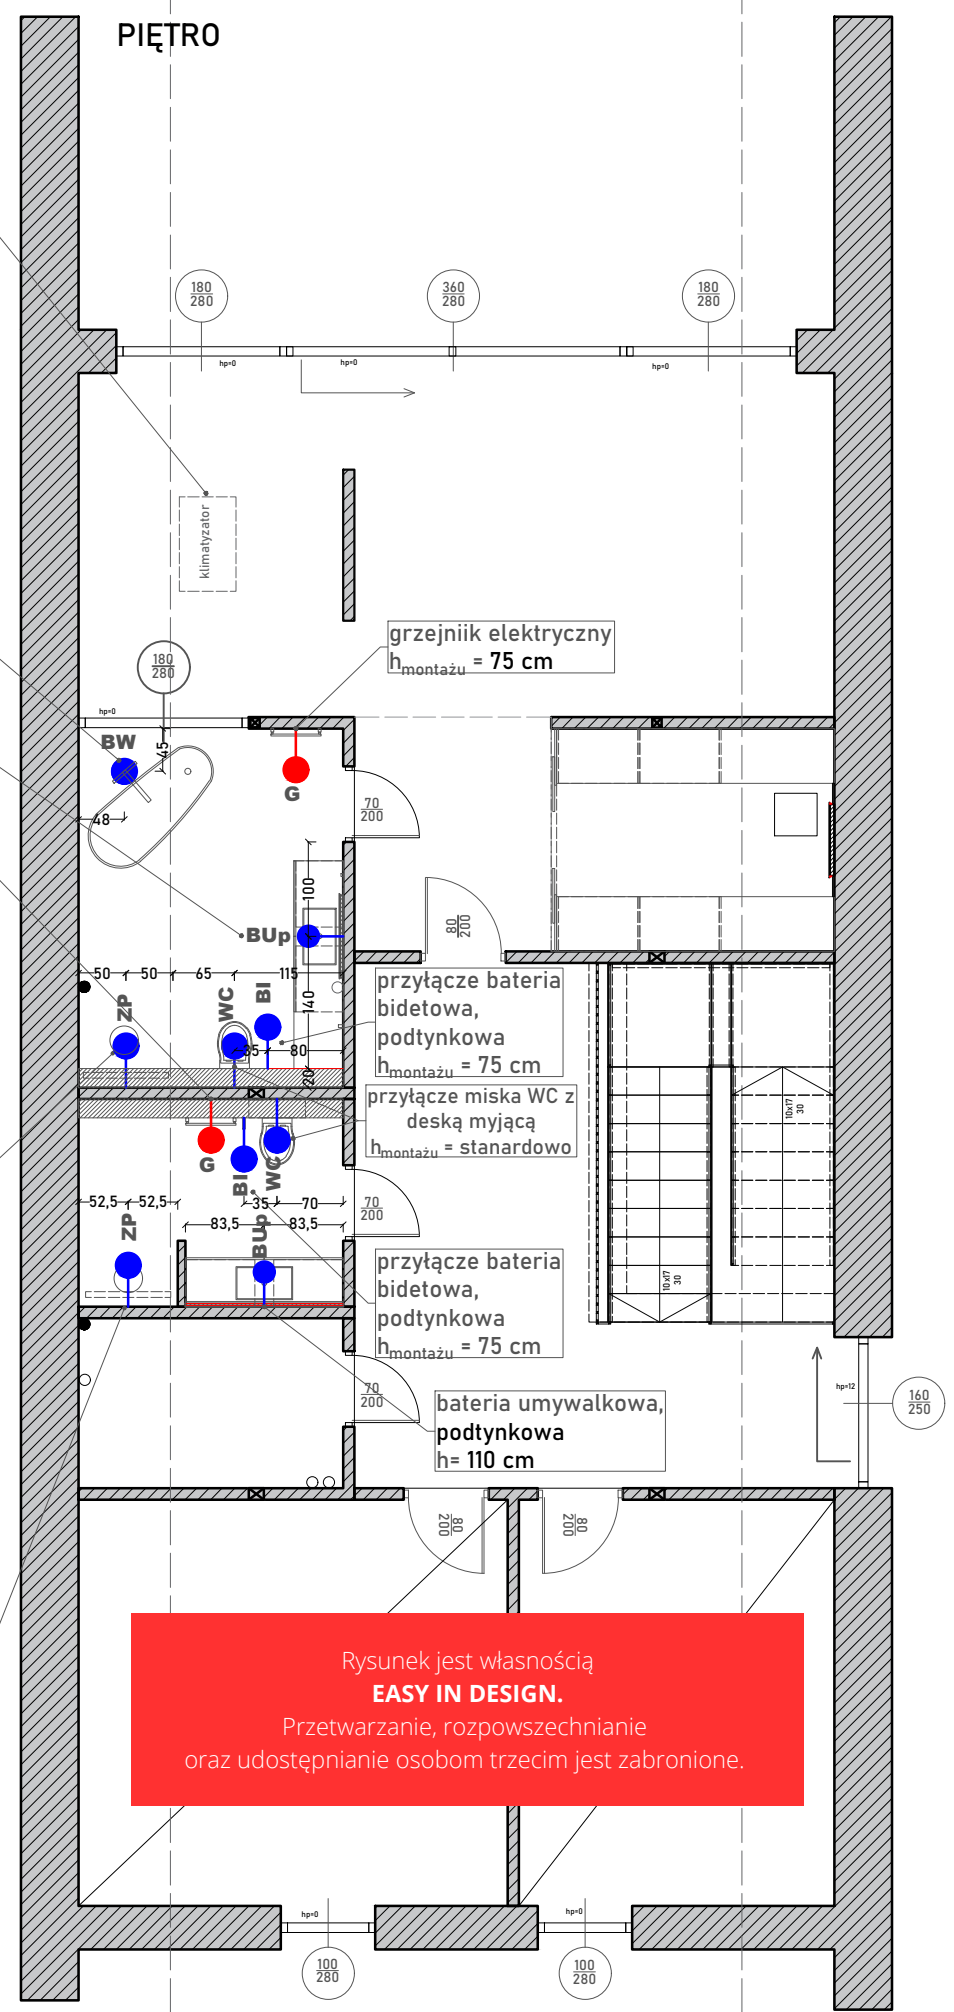 PIĘTRO
180
280
360
280
180
280
hp=0
hp=0
hp=0
klimatyzator
grzejniik elektryczny
hmontażu = 75 cm
180
280
hp=0
BW
45
G
48
70
200
100
BUp
80
200
50
50
65
115
140
ZP
WC
BI
35
80
20
przyłącze bateria
bidetowa,
podtynkowa
hmontażu = 75 cm
przyłącze miska WC z
deską myjącą
hmontażu = stanardowo
10x17
30
G
BI
WC
52,5
52,5
35
70
70
200
83,5
83,5
ZP
BUp
przyłącze bateria
bidetowa,
podtynkowa
hmontażu = 75 cm
10x17
30
70
200
bateria umywalkowa,
podtynkowa
h= 110 cm
hp=12
160
250
80
200
80
200
Rysunek jest własnością
EASY IN DESIGN.
Przetwarzanie, rozpowszechnianie
oraz udostępnianie osobom trzecim jest zabronione.
hp=0
hp=0
100
280
100
280